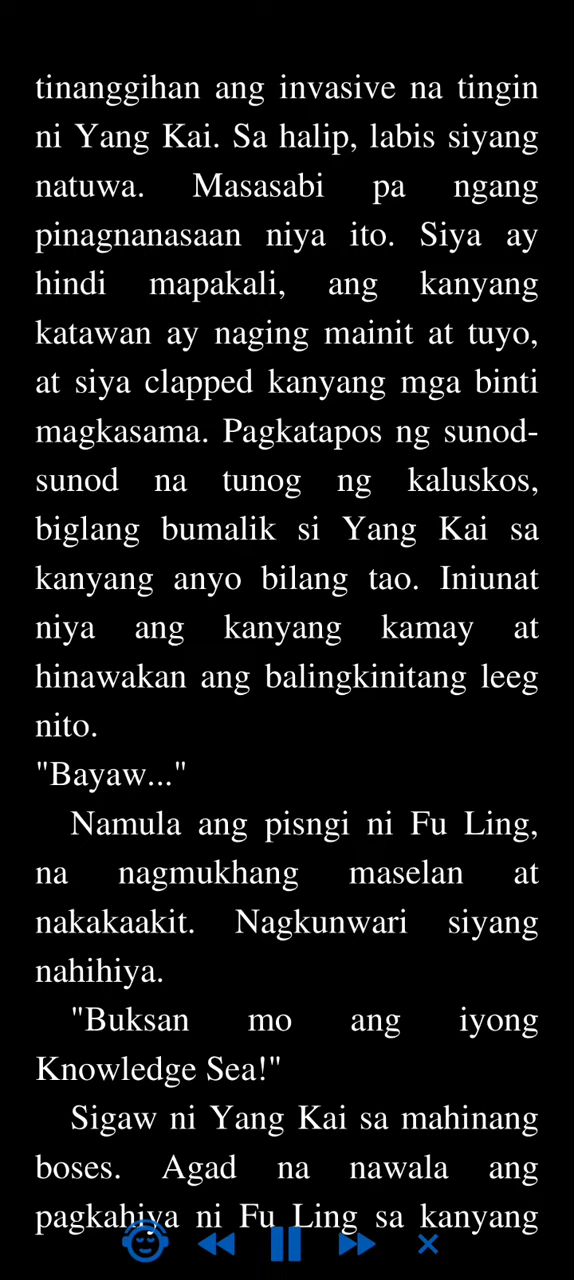 tinanggihan ang invasive na tingin
ni Yang Kai. Sa halip, labis siyang
natuwa. Masasabi pa ngang
pinagnanasaan niya ito. Siya ay
hindi mapakali, ang kanyang
katawan ay naging mainit at tuyo,
at siya clapped kanyang mga binti
magkasama. Pagkatapos ng sunod-
sunod na tunog ng kaluskos,
biglang bumalik si Yang Kai sa
kanyang anyo bilang tao. Iniunat
niya ang kanyang kamay at
hinawakan ang balingkinitang leeg
nito.
"Bayaw..."
Namula ang pisngi ni Fu Ling,
na nagmukhang maselan at
nakakaakit. Nagkunwari siyang
nahihiya.
"Buksan mo ang iyong
Knowledge Sea!"
Sigaw ni Yang Kai sa mahinang
boses. Agad na nawala ang
pagkahiya ni Fu Ling sa kanyang